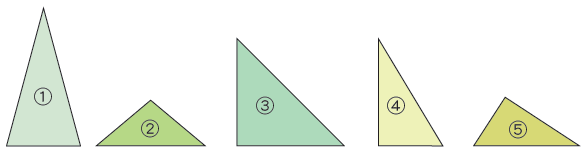 ① ② ③ ④ ⑤